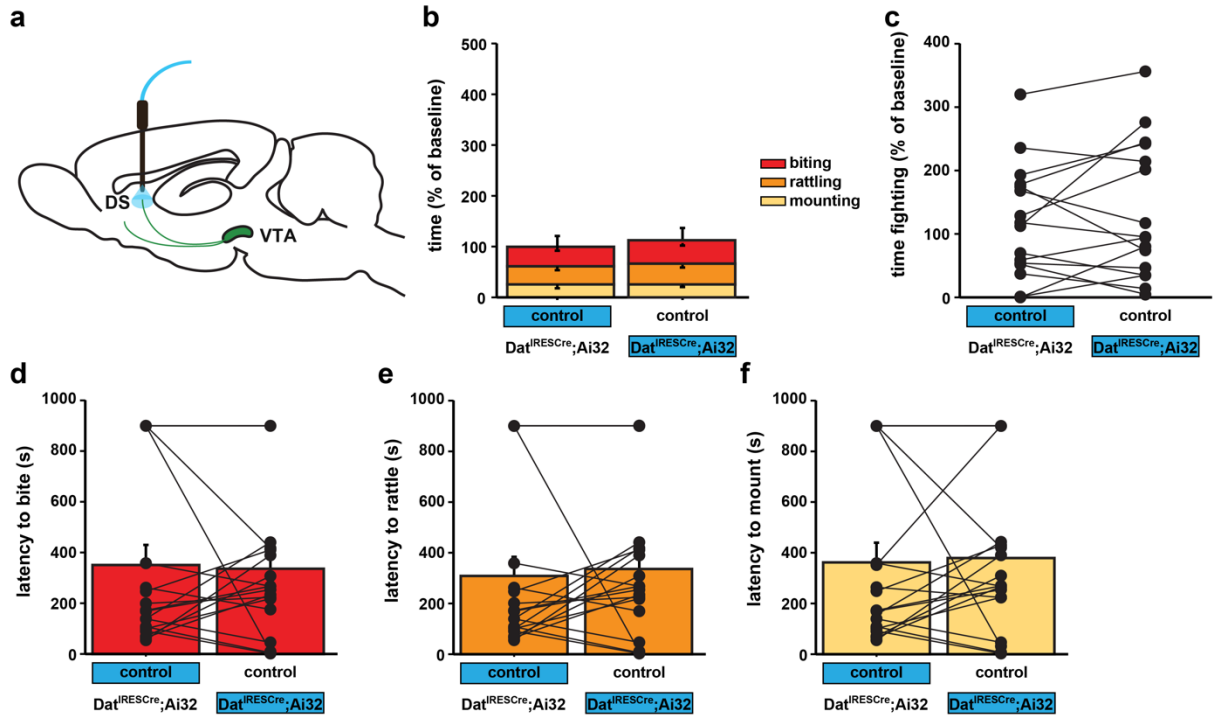 a
DS
VTA
b
time (% of baseline)
500
400
300
200
100
0
control
control
Dat^IRESCre;Ai32
Dat^IRESCre;Ai32
biting
rattling
mounting
c
time fighting (% of baseline)
400
300
200
100
0
control
control
Dat^IRESCre;Ai32
Dat^IRESCre;Ai32
d
latency to bite (s)
1000
800
600
400
200
0
control
control
Dat^IRESCre;Ai32
Dat^IRESCre;Ai32
e
latency to rattle (s)
1000
800
600
400
200
0
control
control
Dat^IRESCre;Ai32
Dat^IRESCre;Ai32
f
latency to mount (s)
1000
800
600
400
200
0
control
control
Dat^IRESCre;Ai32
Dat^IRESCre;Ai32